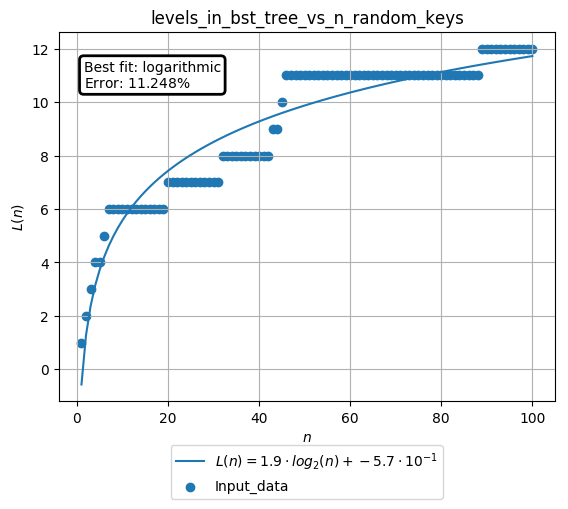 levels_in_bst_tree_vs_n_random_keys
Best fit: logarithmic
Error: 11.248%
12
10
8
6
4
2
0
L(n)
0 20 40 60 80 100
n
L(n) = 1.9 · log₂(n) + −5.7 · 10⁻¹
Input_data